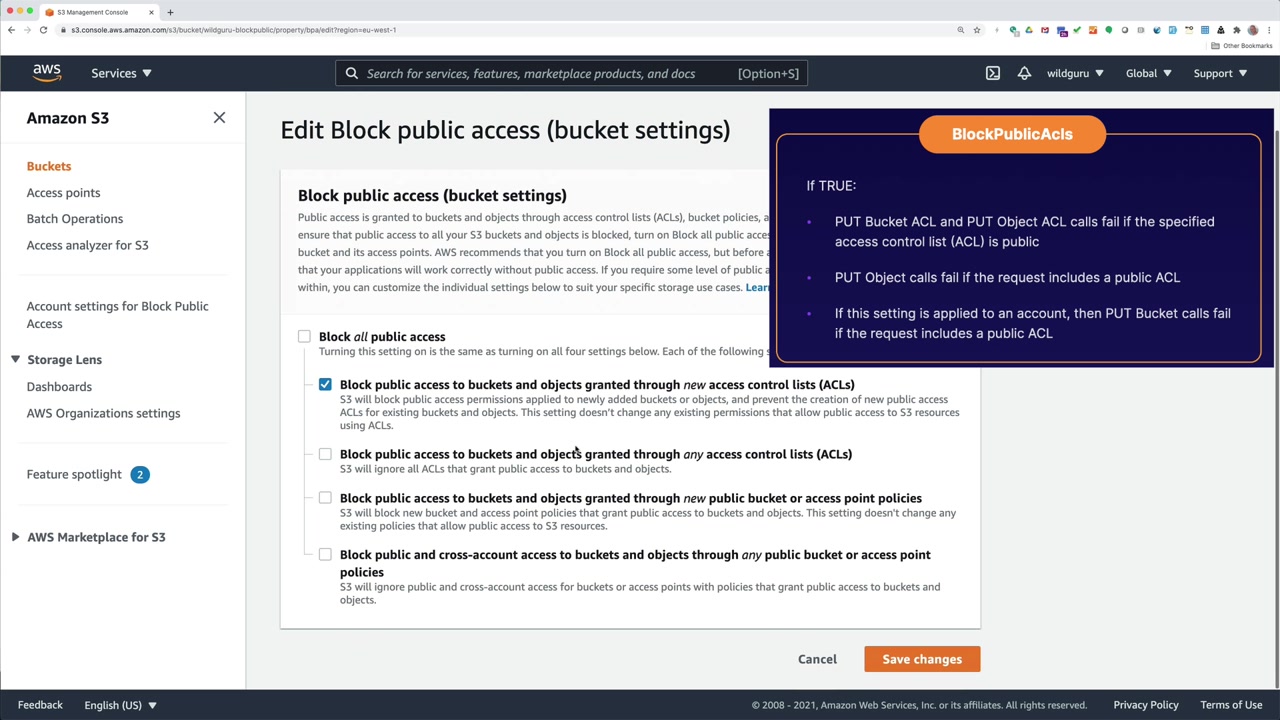 S3 Management Console
s3.console.aws.amazon.com/s3/bucket/wildguru-blockpublic/property/bpa/edit?region=eu-west-1
Other Bookmarks
aws
Services
Search for services, features, marketplace products, and docs
[Option+S]
wildguru
Global
Support
Amazon S3
Buckets
Access points
Batch Operations
Access analyzer for S3
Account settings for Block Public
Access
Storage Lens
Dashboards
AWS Organizations settings
Feature spotlight 2
AWS Marketplace for S3
Edit Block public access (bucket settings)
Block public access (bucket settings)
Public access is granted to buckets and objects through access control lists (ACLs), bucket policies, a
ensure that public access to all your S3 buckets and objects is blocked, turn on Block all public access
bucket and its access points. AWS recommends that you turn on Block all public access, but before a
that your applications will work correctly without public access. If you require some level of public a
within, you can customize the individual settings below to suit your specific storage use cases. Learn
Block all public access
Turning this setting on is the same as turning on all four settings below. Each of the following s
Block public access to buckets and objects granted through new access control lists (ACLs)
S3 will block public access permissions applied to newly added buckets or objects, and prevent the creation of new public access
ACLs for existing buckets and objects. This setting doesn't change any existing permissions that allow public access to S3 resources
using ACLs.
Block public access to buckets and objects granted through any access control lists (ACLs)
S3 will ignore all ACLs that grant public access to buckets and objects.
Block public access to buckets and objects granted through new public bucket or access point policies
S3 will block new bucket and access point policies that grant public access to buckets and objects. This setting doesn't change any
existing policies that allow public access to S3 resources.
Block public and cross-account access to buckets and objects through any public bucket or access point
policies
S3 will ignore public and cross-account access for buckets or access points with policies that grant public access to buckets and
objects.
Cancel
Save changes
BlockPublicAcls
If TRUE:
• PUT Bucket ACL and PUT Object ACL calls fail if the specified
access control list (ACL) is public
• PUT Object calls fail if the request includes a public ACL
• If this setting is applied to an account, then PUT Bucket calls fail
if the request includes a public ACL
Feedback
English (US)
© 2008 - 2021, Amazon Web Services, Inc. or its affiliates. All rights reserved.
Privacy Policy
Terms of Use